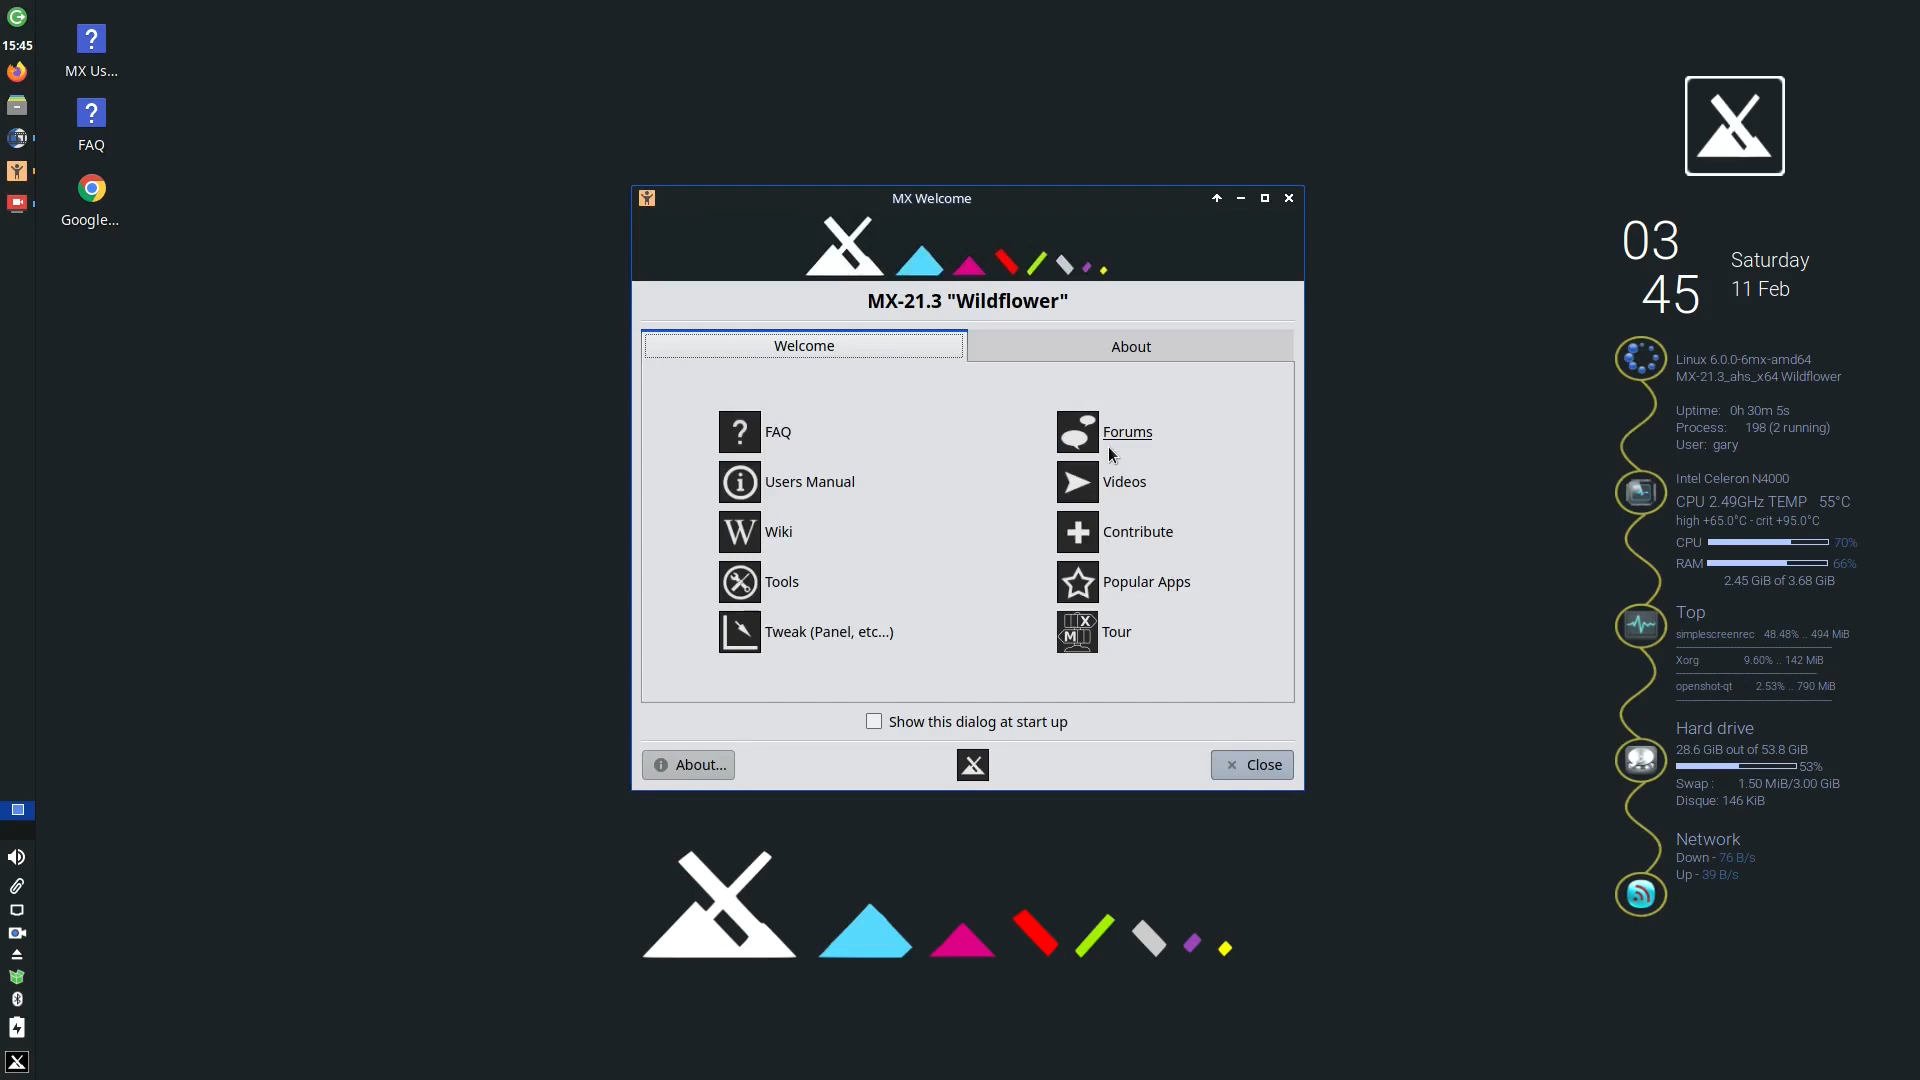 15:45
MX Us...
FAQ
Google...
MX Welcome
MX-21.3 "Wildflower"
Welcome
About
FAQ
Forums
Users Manual
Videos
Wiki
Contribute
Tools
Popular Apps
Tweak (Panel, etc...)
Tour
Show this dialog at start up
About...
Close
03
45
Saturday
11 Feb
Linux 6.0.0-6mx-amd64
MX-21.3_ahs_x64 Wildflower
Uptime: 0h 30m 5s
Process: 198 (2 running)
User: gary
Intel Celeron N4000
CPU 2.49GHz TEMP 55°C
high +65.0°C - crit +95.0°C
CPU 70%
RAM 66%
2.45 GiB of 3.68 GiB
Top
simplescreenrec 48.48% .. 494 MiB
Xorg 9.60% .. 142 MiB
openshot-qt 2.53% .. 790 MiB
Hard drive
28.6 GiB out of 53.8 GiB
53%
Swap : 1.50 MiB/3.00 GiB
Disque: 146 KiB
Network
Down - 76 B/s
Up - 39 B/s